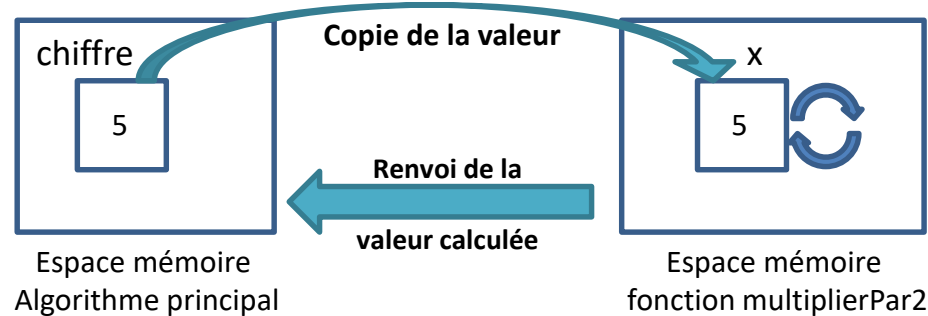 chiffre
5
Copie de la valeur
x
5
Renvoi de la
valeur calculée
Espace mémoire
Algorithme principal
Espace mémoire
fonction multiplierPar2